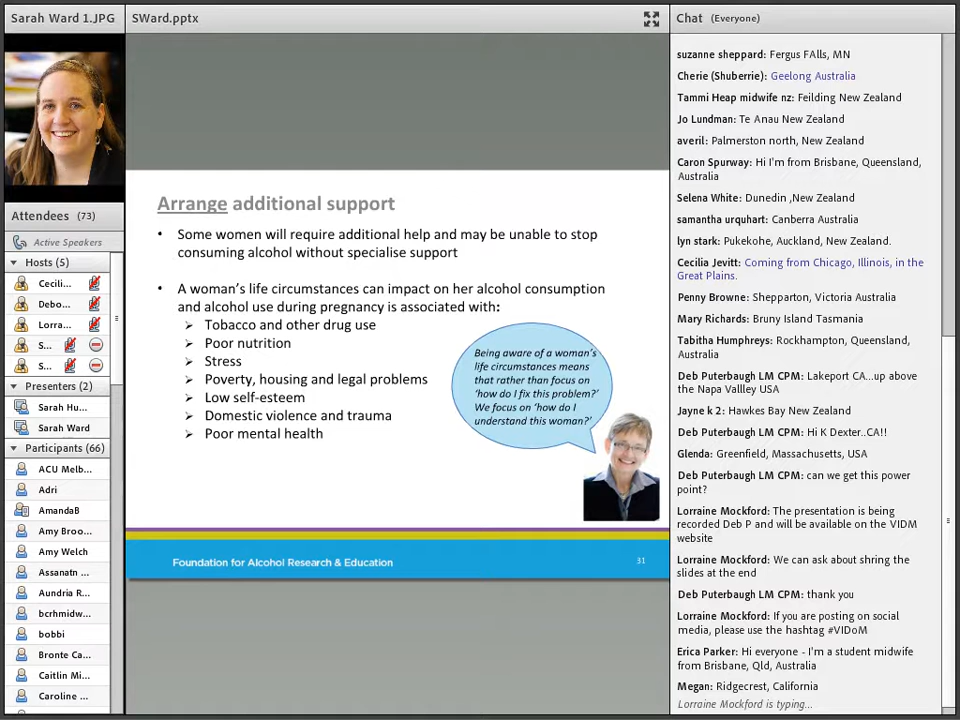 Sarah Ward 1.JPG
Attendees (73)
Active Speakers
Hosts (5)
Cecili...
Debo...
Lorra...
S...
S...
Presenters (2)
Sarah Hu...
Sarah Ward
Participants (66)
ACU Melb...
Adri
AmandaB
Amy Broo...
Amy Welch
Assanatn ...
Aundria R...
bcrhmidw...
bobbi
Bronte Ca...
Caitlin Mi...
Caroline ...
SWard.pptx
Arrange additional support
• Some women will require additional help and may be unable to stop
consuming alcohol without specialise support
• A woman's life circumstances can impact on her alcohol consumption
and alcohol use during pregnancy is associated with:
➢ Tobacco and other drug use
➢ Poor nutrition
➢ Stress
➢ Poverty, housing and legal problems
➢ Low self-esteem
➢ Domestic violence and trauma
➢ Poor mental health
Being aware of a woman's
life circumstances means
that rather than focus on
'how do I fix this problem?'
We focus on 'how do I
understand this woman?'
Foundation for Alcohol Research & Education
31
Chat (Everyone)
suzanne sheppard: Fergus FAlls, MN
Cherie (Shuberrie): Geelong Australia
Tammi Heap midwife nz: Feilding New Zealand
Jo Lundman: Te Anau New Zealand
averil: Palmerston north, New Zealand
Caron Spurway: Hi I'm from Brisbane, Queensland,
Australia
Selena White: Dunedin ,New Zealand
samantha urquhart: Canberra Australia
lyn stark: Pukekohe, Auckland, New Zealand.
Cecilia Jevitt: Coming from Chicago, Illinois, in the
Great Plains.
Penny Browne: Shepparton, Victoria Australia
Mary Richards: Bruny Island Tasmania
Tabitha Humphreys: Rockhampton, Queensland,
Australia
Deb Puterbaugh LM CPM: Lakeport CA...up above
the Napa Vallley USA
Jayne k 2: Hawkes Bay New Zealand
Deb Puterbaugh LM CPM: Hi K Dexter..CA!!
Glenda: Greenfield, Massachusetts, USA
Deb Puterbaugh LM CPM: can we get this power
point?
Lorraine Mockford: The presentation is being
recorded Deb P and will be available on the VIDM
website
Lorraine Mockford: We can ask about shring the
slides at the end
Deb Puterbaugh LM CPM: thank you
Lorraine Mockford: If you are posting on social
media, please use the hashtag #VIDoM
Erica Parker: Hi everyone - I'm a student midwife
from Brisbane, Qld, Australia
Megan: Ridgecrest, California
Lorraine Mockford is typing...